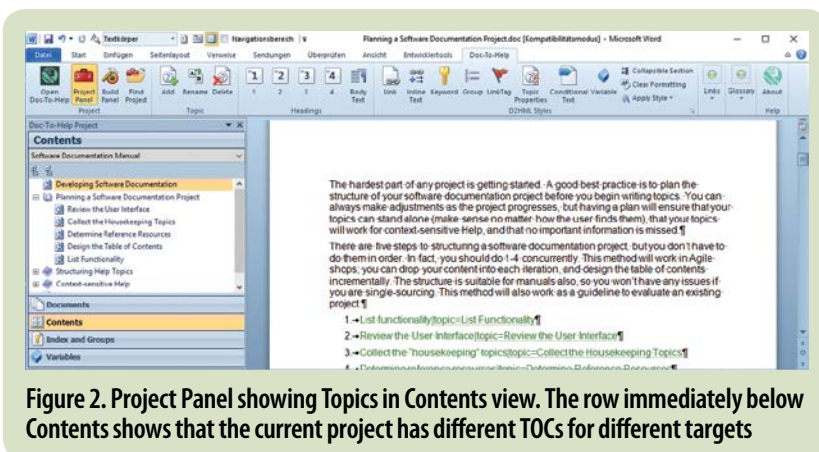 Textkörper Navigationsbereich Planning a Software Documentation Project.doc [Kompatibilitätsmodus] - Microsoft Word
Datei Start Einfügen Seitenlayout Verweise Sendungen Überprüfen Ansicht Entwicklertools Doc-To-Help
Open Doc-To-Help Project Panel Build Panel Find Project Add Rename Delete 1 2 3 4 Body Text Link Inline Text Keyword Group LinkTag Topic Properties Conditional Text Variable Collapsible Section Clear Formatting Apply Style Links Glossary About
Project Topic Headings D2HML Styles Help
Doc-To-Help Project
Contents
Software Documentation Manual
Developing Software Documentation
Planning a Software Documentation Project
Review the User Interface
Collect the Housekeeping Topics
Determine Reference Resources
Design the Table of Contents
List Functionality
Structuring Help Topics
Context-sensitive Help
Documents
Contents
Index and Groups
Variables
The hardest part of any project is getting started. A good best practice is to plan the
structure of your software documentation project before you begin writing topics. You can
always make adjustments as the project progresses, but having a plan will ensure that your
topics can stand alone (make sense no matter how the user finds them), that your topics
will work for context-sensitive Help, and that no important information is missed.¶
There are five steps to structuring a software documentation project, but you don't have to
do them in order. In fact, you should do 1-4 concurrently. This method will work in Agile
shops; you can drop your content into each iteration, and design the table of contents
incrementally. The structure is suitable for manuals also, so you won't have any issues if
you are single-sourcing. This method will also work as a guideline to evaluate an existing
project.¶
1.→List functionality|topic=List Functionality¶
2.→Review the User Interface|topic=Review the User Interface¶
3.→Collect the "housekeeping" topics|topic=Collect the Housekeeping Topics¶
4.→Determine reference resources|topic=Determine Reference Resources¶
Figure 2. Project Panel showing Topics in Contents view. The row immediately below
Contents shows that the current project has different TOCs for different targets